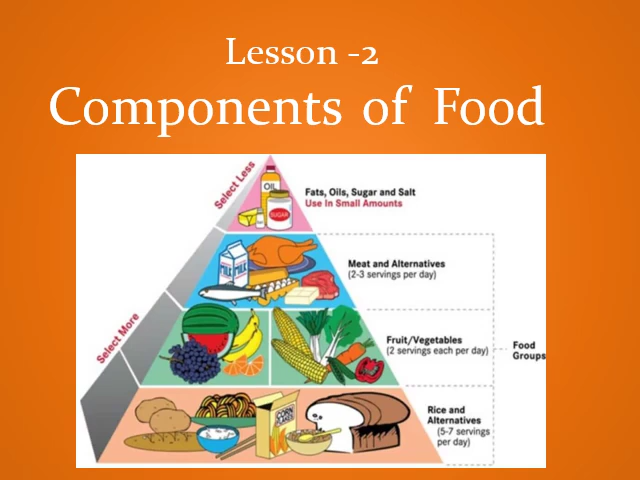 Lesson -2
Components of Food
Select Less
OIL
SUGAR
Fats, Oils, Sugar and Salt
Use In Small Amounts
MILK
MILK
Meat and Alternatives
(2-3 servings per day)
Select More
Fruit/Vegetables
(2 servings each per day)
Food
Groups
CORN
FLAKES
Rice and
Alternatives
(5-7 servings
per day)